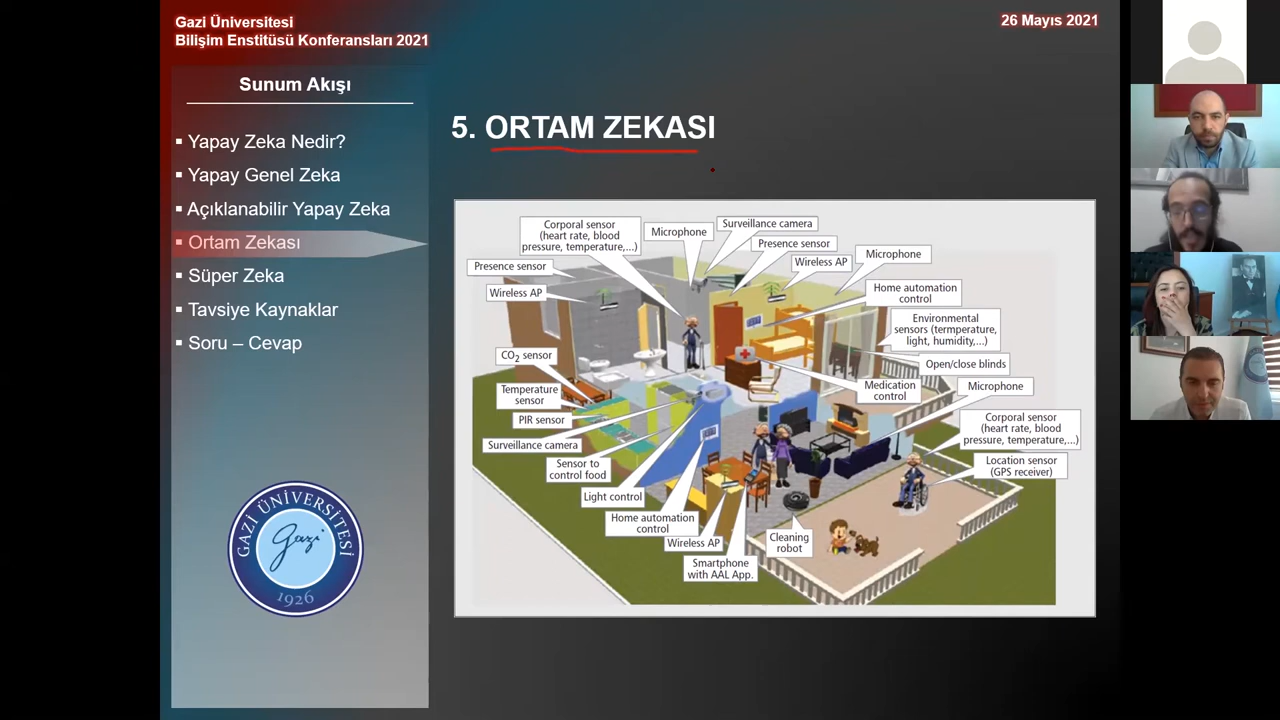 Gazi Üniversitesi
Bilişim Enstitüsü Konferansları 2021
26 Mayıs 2021
Sunum Akışı
▪ Yapay Zeka Nedir?
▪ Yapay Genel Zeka
▪ Açıklanabilir Yapay Zeka
▪ Ortam Zekası
▪ Süper Zeka
▪ Tavsiye Kaynaklar
▪ Soru – Cevap
GAZİ ÜNİVERSİTESİ
Gazi
1926
5. ORTAM ZEKASI
Corporal sensor
(heart rate, blood
pressure, temperature,...)
Microphone
Surveillance camera
Presence sensor
Wireless AP
Microphone
Presence sensor
Wireless AP
Home automation
control
Environmental
sensors (termperature,
light, humidity,...)
Open/close blinds
CO₂ sensor
Temperature
sensor
PIR sensor
Surveillance camera
Sensor to
control food
Light control
Home automation
control
Wireless AP
Smartphone
with AAL App.
Cleaning
robot
Medication
control
Microphone
Corporal sensor
(heart rate, blood
pressure, temperature,...)
Location sensor
(GPS receiver)